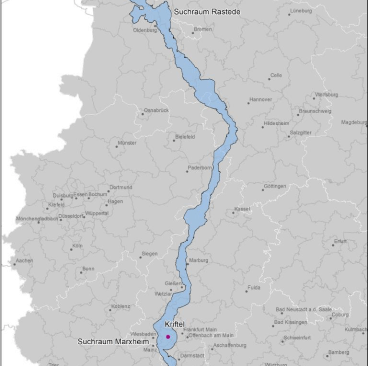 Suchraum Rastede
Lüneburg
Oldenburg
Bremen
Celle
Wolfsburg
Hannover
Braunschweig
Osnabrück
Hildesheim
Magdeburg
Salzgitter
Bielefeld
Münster
Paderborn
Göttingen
Dortmund
Duisburg
Essen
Bochum
Hagen
Krefeld
Mönchengladbach
Düsseldorf
Wuppertal
Kassel
Köln
Erfurt
Siegen
Marburg
Aachen
Bonn
Gießen
Wetzlar
Fulda
Koblenz
Bad Neustadt a.d. Saale
Coburg
Kriftel
Bad Kissingen
Wiesbaden
Frankfurt Main
Offenbach am Main
Kulmbach
Suchraum Marxheim
Mainz
Schweinfurt
Aschaffenburg
Bamberg
Darmstadt
Würzburg